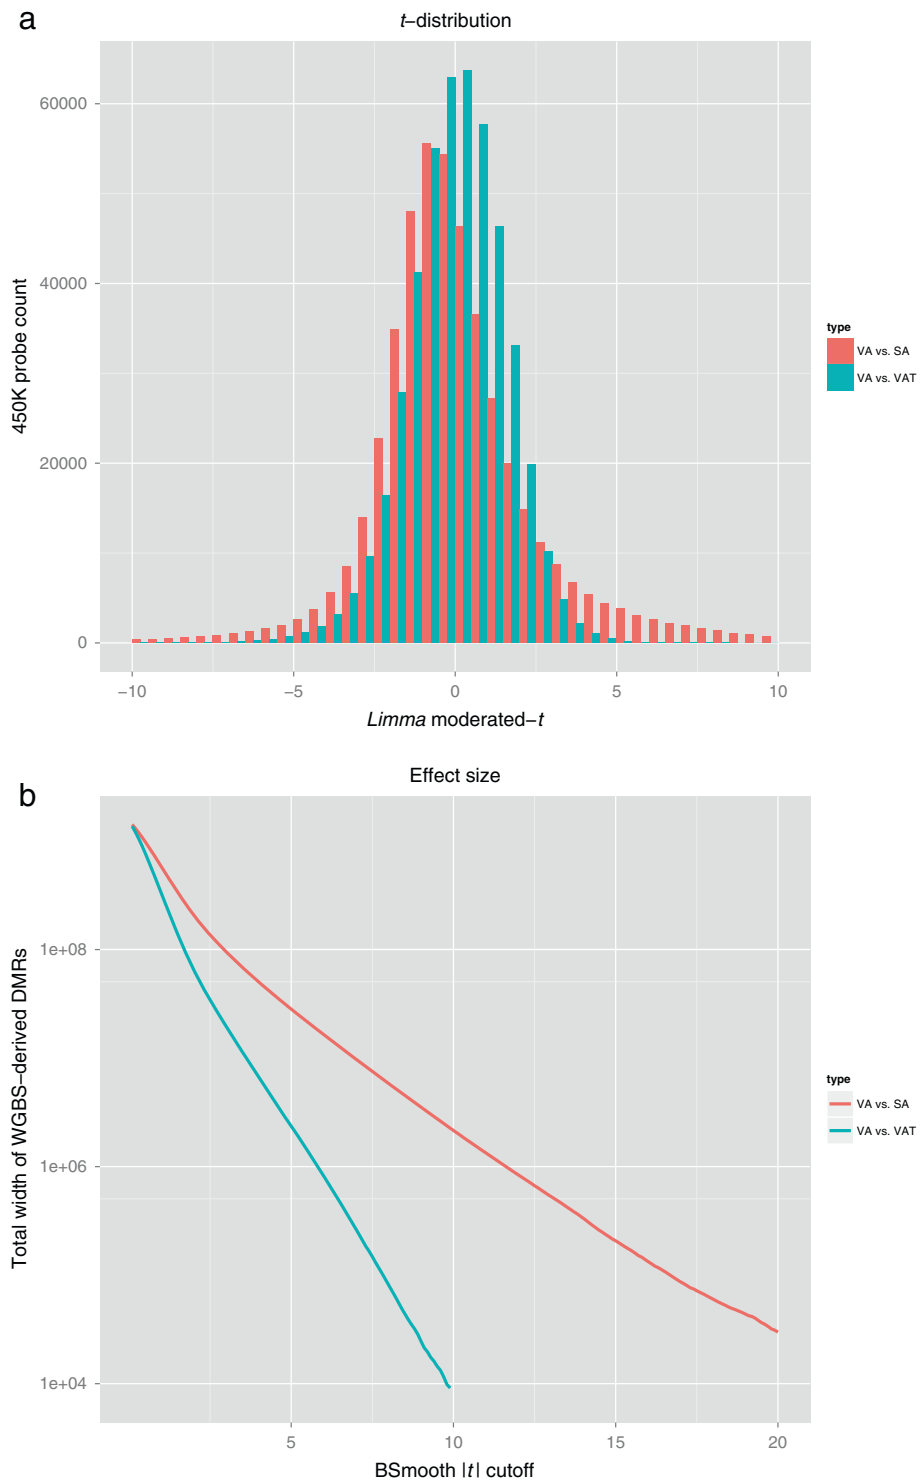 a
t–distribution
60000
40000
20000
0
450K probe count
−10
−5
0
5
10
Limma moderated–t
type
VA vs. SA
VA vs. VAT
b
Effect size
1e+08
1e+06
1e+04
Total width of WGBS–derived DMRs
5
10
15
20
BSmooth |t| cutoff
type
VA vs. SA
VA vs. VAT